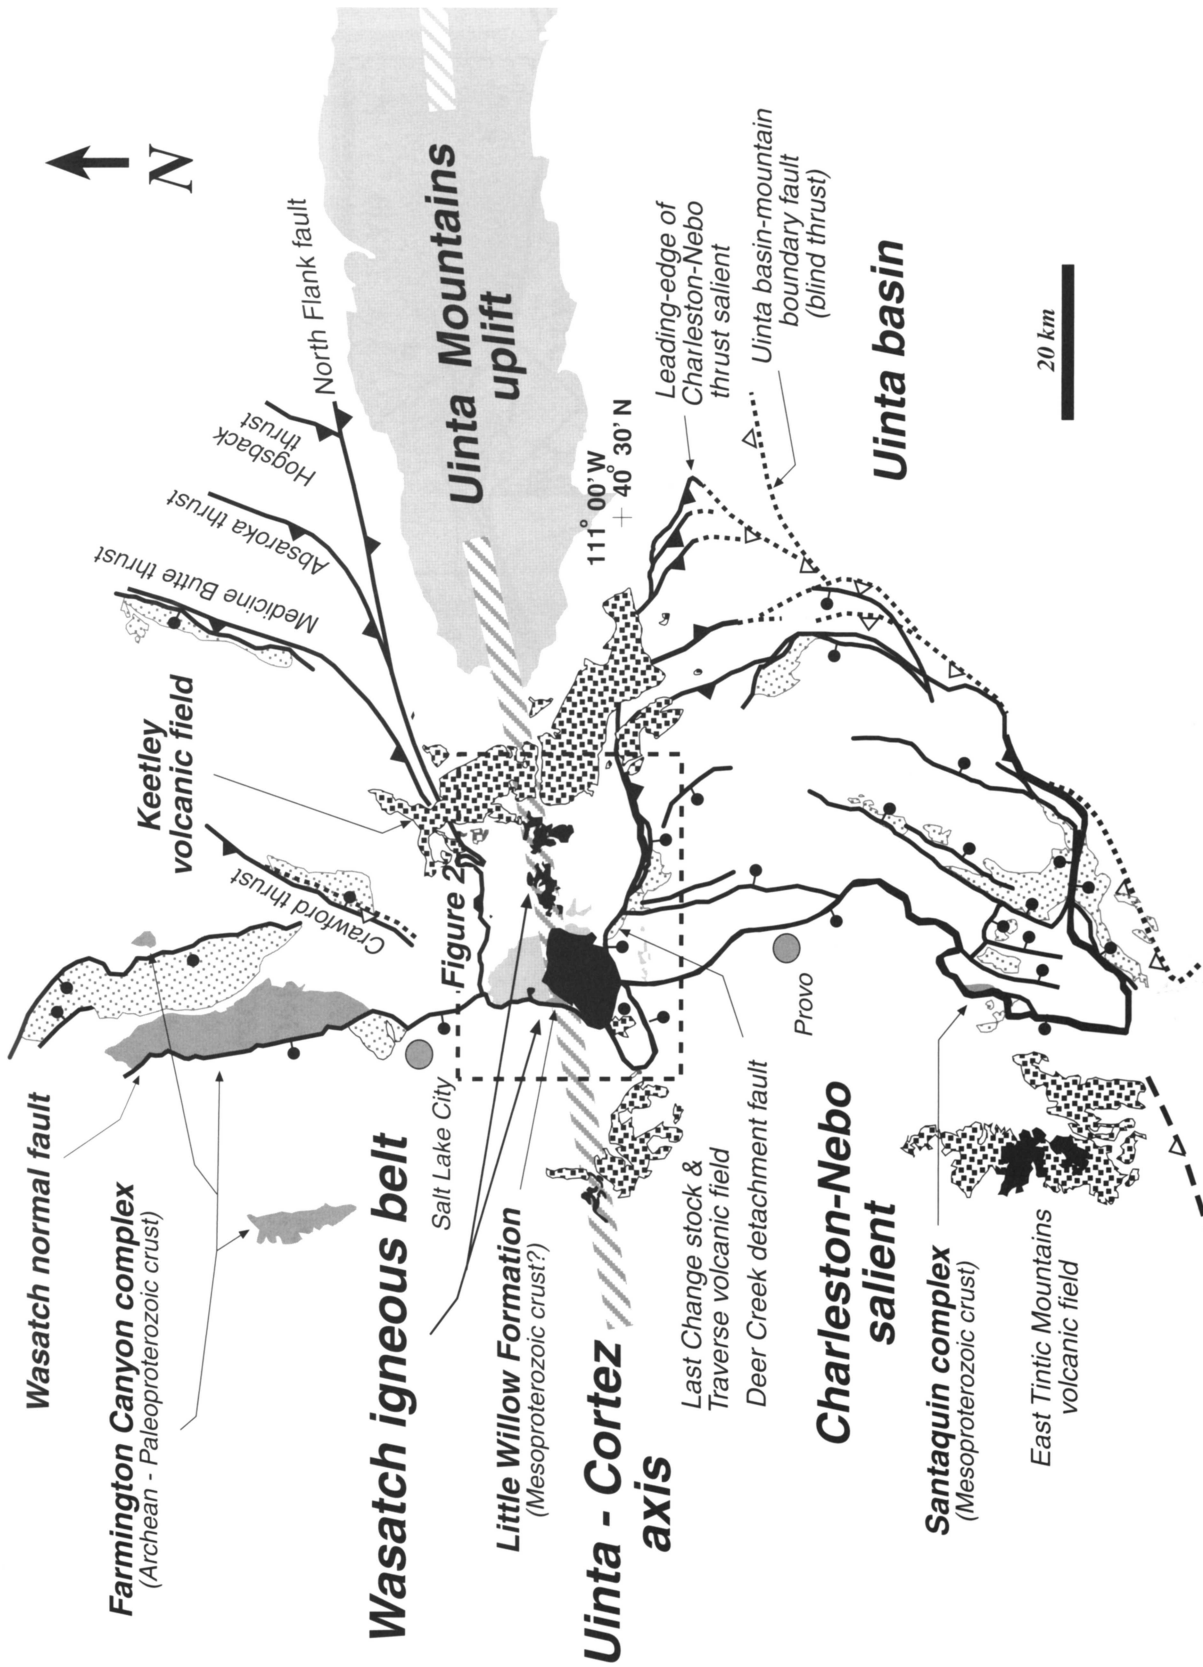 Wasatch normal fault
Farmington Canyon complex
(Archean - Paleoproterozoic crust)
Wasatch igneous belt
Salt Lake City
Little Willow Formation
(Mesoproterozoic crust?)
Uinta - Cortez
axis
Last Change stock &
Traverse volcanic field
Deer Creek detachment fault
Charleston-Nebo
salient
Santaquin complex
(Mesoproterozoic crust)
East Tintic Mountains
volcanic field
Provo
Figure 2
Crawford thrust
Keetley
volcanic field
Medicine Butte thrust
Absaroka thrust
Hogsback
thrust
North Flank fault
N
Uinta Mountains
uplift
111° 00' W
+ 40° 30' N
Leading-edge of
Charleston-Nebo
thrust salient
Uinta basin-mountain
boundary fault
(blind thrust)
Uinta basin
20 km